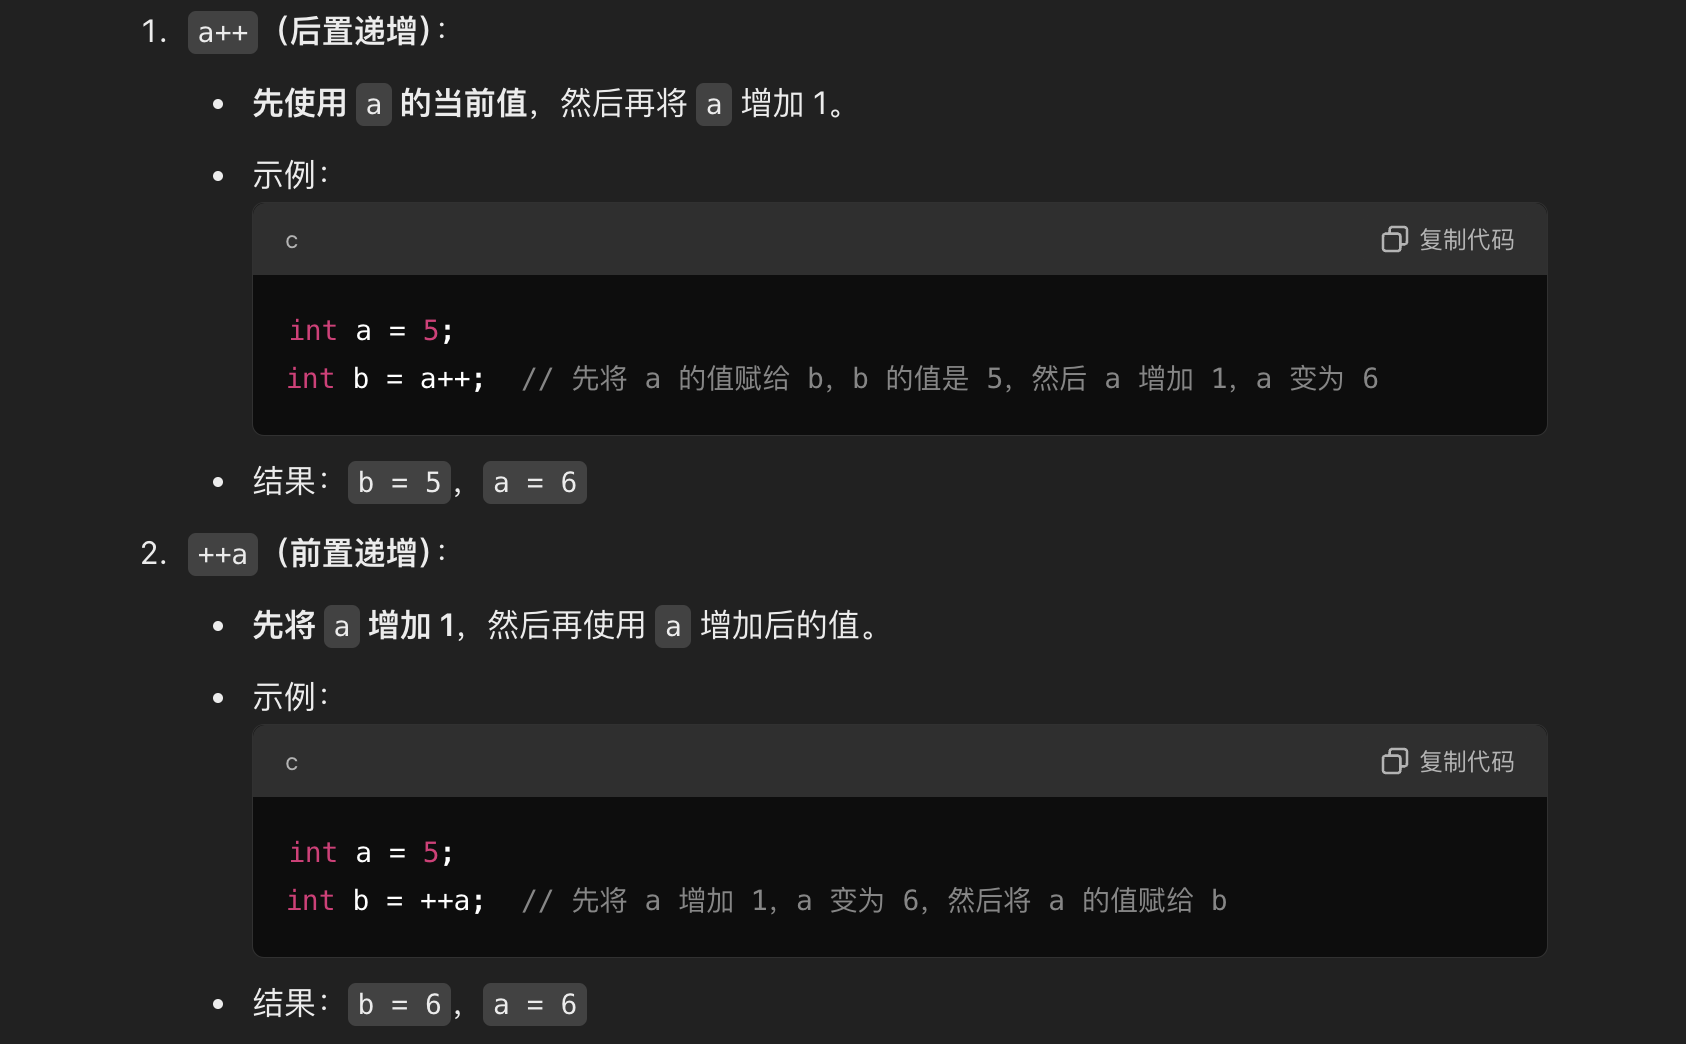 1. a++（后置递增）：
• 先使用 a 的当前值，然后再将 a 增加 1。
• 示例：
c 复制代码
int a = 5;
int b = a++;  // 先将 a 的值赋给 b，b 的值是 5，然后 a 增加 1，a 变为 6
• 结果： b = 5， a = 6
2. ++a（前置递增）：
• 先将 a 增加 1，然后再使用 a 增加后的值。
• 示例：
c 复制代码
int a = 5;
int b = ++a;  // 先将 a 增加 1，a 变为 6，然后将 a 的值赋给 b
• 结果： b = 6， a = 6